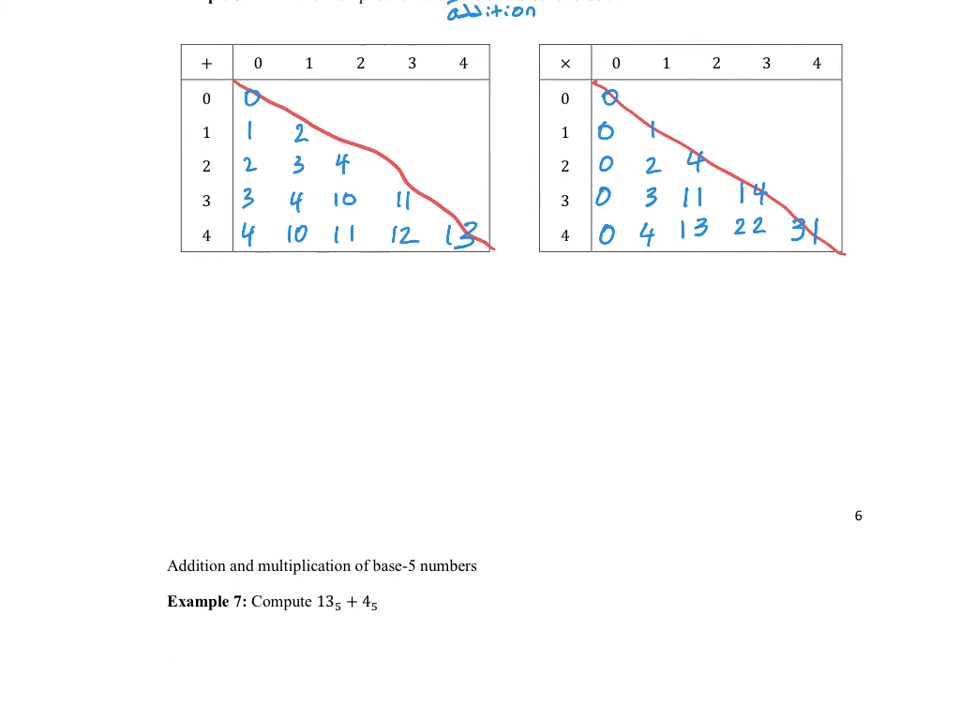 addition
+ 0 1 2 3 4
0 0
1 1 2
2 2 3 4
3 3 4 10 11
4 4 10 11 12 13
× 0 1 2 3 4
0 0
1 0 1
2 0 2 4
3 0 3 11 14
4 0 4 13 22 31
6
Addition and multiplication of base-5 numbers
Example 7: Compute 13₅ + 4₅